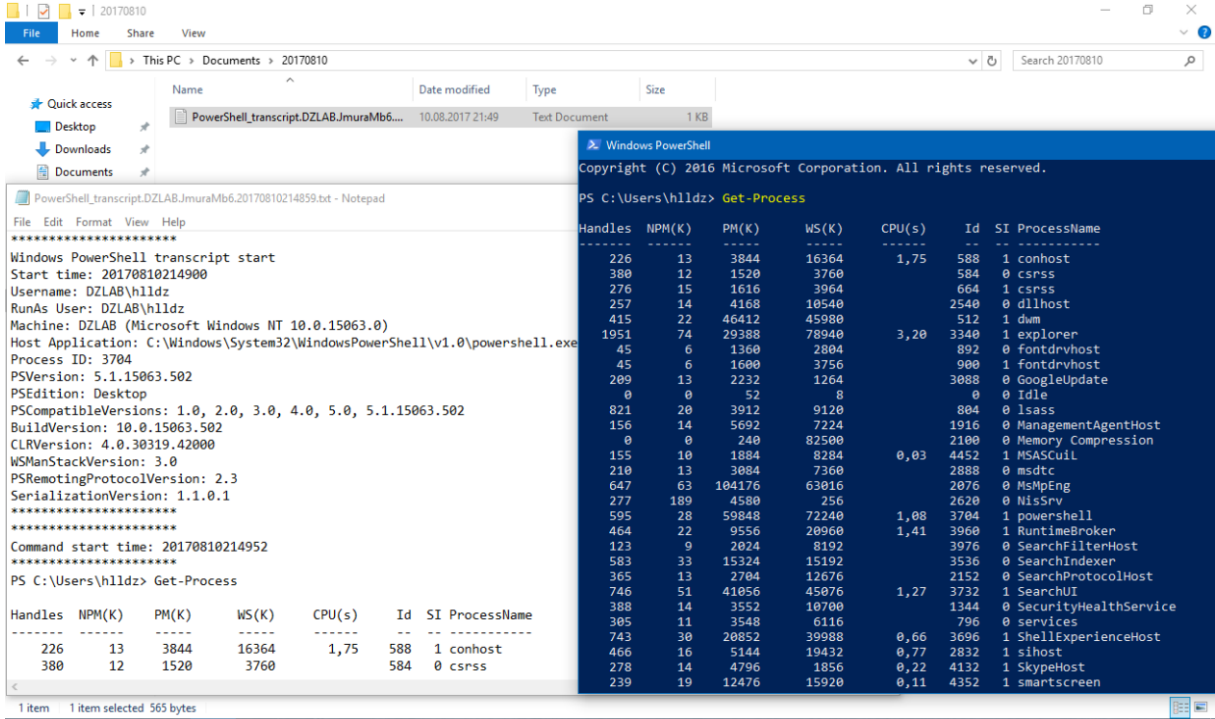 20170810
File Home Share View
This PC > Documents > 20170810
Search 20170810
Name Date modified Type Size
Quick access
Desktop
Downloads
Documents
PowerShell_transcript.DZLAB.JmuraMb6.... 10.08.2017 21:49 Text Document 1 KB
PowerShell_transcript.DZLAB.JmuraMb6.20170810214859.txt - Notepad
File Edit Format View Help
**********************
Windows PowerShell transcript start
Start time: 20170810214900
Username: DZLAB\hlldz
RunAs User: DZLAB\hlldz
Machine: DZLAB (Microsoft Windows NT 10.0.15063.0)
Host Application: C:\Windows\System32\WindowsPowerShell\v1.0\powershell.exe
Process ID: 3704
PSVersion: 5.1.15063.502
PSEdition: Desktop
PSCompatibleVersions: 1.0, 2.0, 3.0, 4.0, 5.0, 5.1.15063.502
BuildVersion: 10.0.15063.502
CLRVersion: 4.0.30319.42000
WSManStackVersion: 3.0
PSRemotingProtocolVersion: 2.3
SerializationVersion: 1.1.0.1
**********************
**********************
Command start time: 20170810214952
**********************
PS C:\Users\hlldz> Get-Process
Handles NPM(K) PM(K) WS(K) CPU(s) Id SI ProcessName
------- ------ ----- ----- ------ -- -- -----------
226 13 3844 16364 1,75 588 1 conhost
380 12 1520 3760 584 0 csrss
Windows PowerShell
Copyright (C) 2016 Microsoft Corporation. All rights reserved.
PS C:\Users\hlldz> Get-Process
Handles NPM(K) PM(K) WS(K) CPU(s) Id SI ProcessName
------- ------ ----- ----- ------ -- -- -----------
226 13 3844 16364 1,75 588 1 conhost
380 12 1520 3760 584 0 csrss
276 15 1616 3964 664 1 csrss
257 14 4168 10540 2540 0 dllhost
415 22 46412 45980 512 1 dwm
1951 74 29388 78940 3,20 3340 1 explorer
45 6 1360 2804 892 0 fontdrvhost
45 6 1600 3756 900 1 fontdrvhost
209 13 2232 1264 3088 0 GoogleUpdate
0 0 52 8 0 0 Idle
821 20 3912 9120 804 0 lsass
156 14 5692 7224 1916 0 ManagementAgentHost
0 0 240 82500 2100 0 Memory Compression
155 10 1884 8284 0,03 4452 1 MSASCuiL
210 13 3084 7360 2888 0 msdtc
647 63 104176 63016 2076 0 MsMpEng
277 189 4580 256 2620 0 NisSrv
595 28 59848 72240 1,08 3704 1 powershell
464 22 9556 20960 1,41 3960 1 RuntimeBroker
123 9 2024 8192 3976 0 SearchFilterHost
583 33 15324 15192 3536 0 SearchIndexer
365 13 2704 12676 2152 0 SearchProtocolHost
746 51 41056 45076 1,27 3732 1 SearchUI
388 14 3552 10700 1344 0 SecurityHealthService
305 11 3548 6116 796 0 services
743 30 20852 39988 0,66 3696 1 ShellExperienceHost
466 16 5144 19432 0,77 2832 1 sihost
278 14 4796 1856 0,22 4132 1 SkypeHost
239 19 12476 15920 0,11 4352 1 smartscreen
1 item 1 item selected 565 bytes